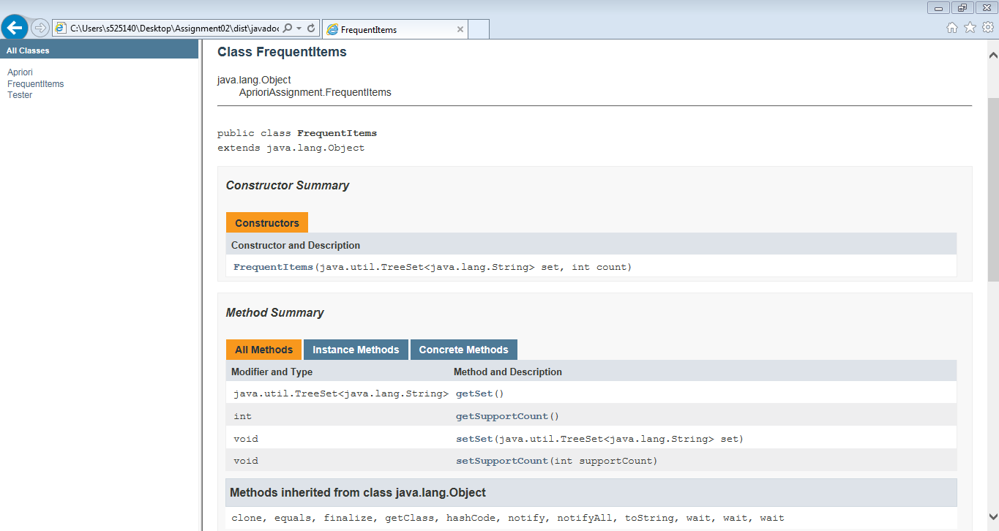 C:\Users\s525140\Desktop\Assignment02\dist\javadoc
FrequentItems
All Classes
Apriori
FrequentItems
Tester
Class FrequentItems
java.lang.Object
AprioriAssignment.FrequentItems
public class FrequentItems
extends java.lang.Object
Constructor Summary
Constructors
Constructor and Description
FrequentItems(java.util.TreeSet<java.lang.String> set, int count)
Method Summary
All Methods Instance Methods Concrete Methods
Modifier and Type Method and Description
java.util.TreeSet<java.lang.String> getSet()
int getSupportCount()
void setSet(java.util.TreeSet<java.lang.String> set)
void setSupportCount(int supportCount)
Methods inherited from class java.lang.Object
clone, equals, finalize, getClass, hashCode, notify, notifyAll, toString, wait, wait, wait